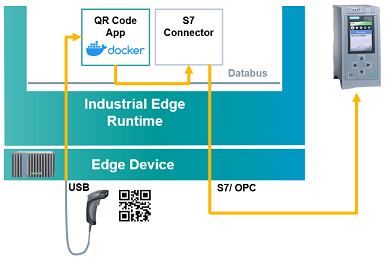 QR Code
App
docker
S7
Connector
Databus
Industrial Edge
Runtime
Edge Device
USB
S7/ OPC